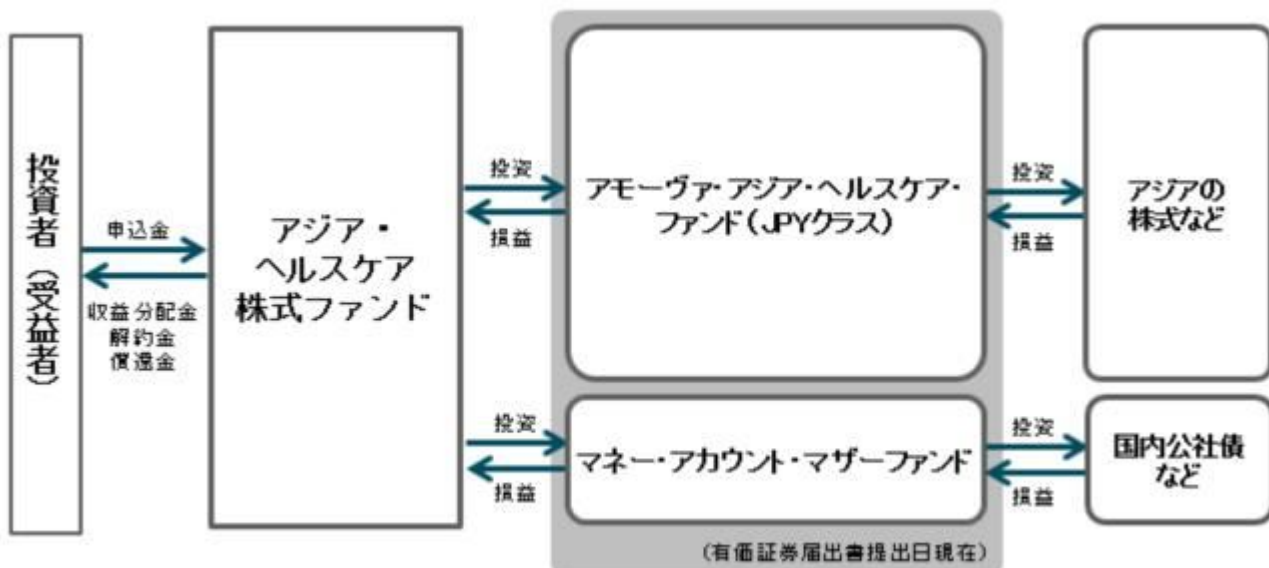 投資者（受益者）
申込金
収益分配金
解約金
償還金
アジア・
ヘルスケア
株式ファンド
投資
損益
アモーヴァ・アジア・ヘルスケア・
ファンド（JPYクラス）
投資
損益
アジアの
株式など
投資
損益
マネー・アカウント・マザーファンド
投資
損益
国内公社債
など
（有価証券届出書提出日現在）